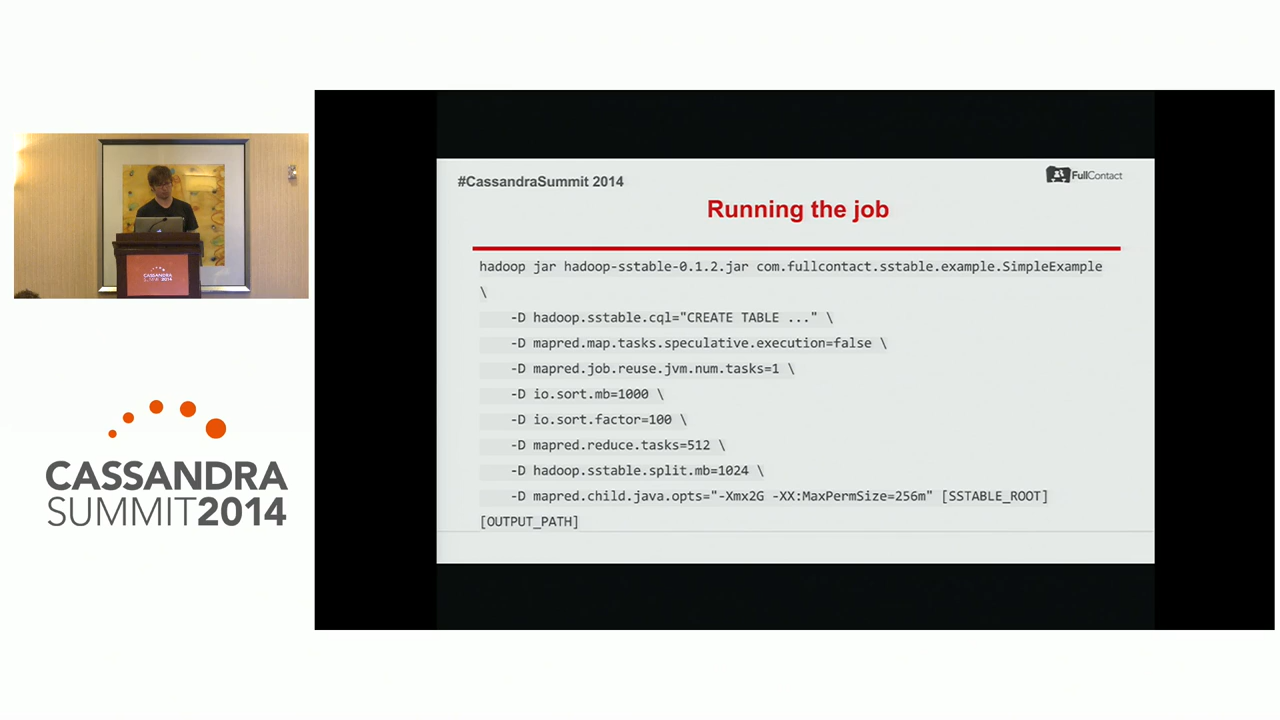 #CassandraSummit 2014
FullContact
Running the job
hadoop jar hadoop-sstable-0.1.2.jar com.fullcontact.sstable.example.SimpleExample
\
-D hadoop.sstable.cql="CREATE TABLE ..." \
-D mapred.map.tasks.speculative.execution=false \
-D mapred.job.reuse.jvm.num.tasks=1 \
-D io.sort.mb=1000 \
-D io.sort.factor=100 \
-D mapred.reduce.tasks=512 \
-D hadoop.sstable.split.mb=1024 \
-D mapred.child.java.opts="-Xmx2G -XX:MaxPermSize=256m" [SSTABLE_ROOT]
[OUTPUT_PATH]
CASSANDRA
SUMMIT 2014
CASSANDRA
SUMMIT2014